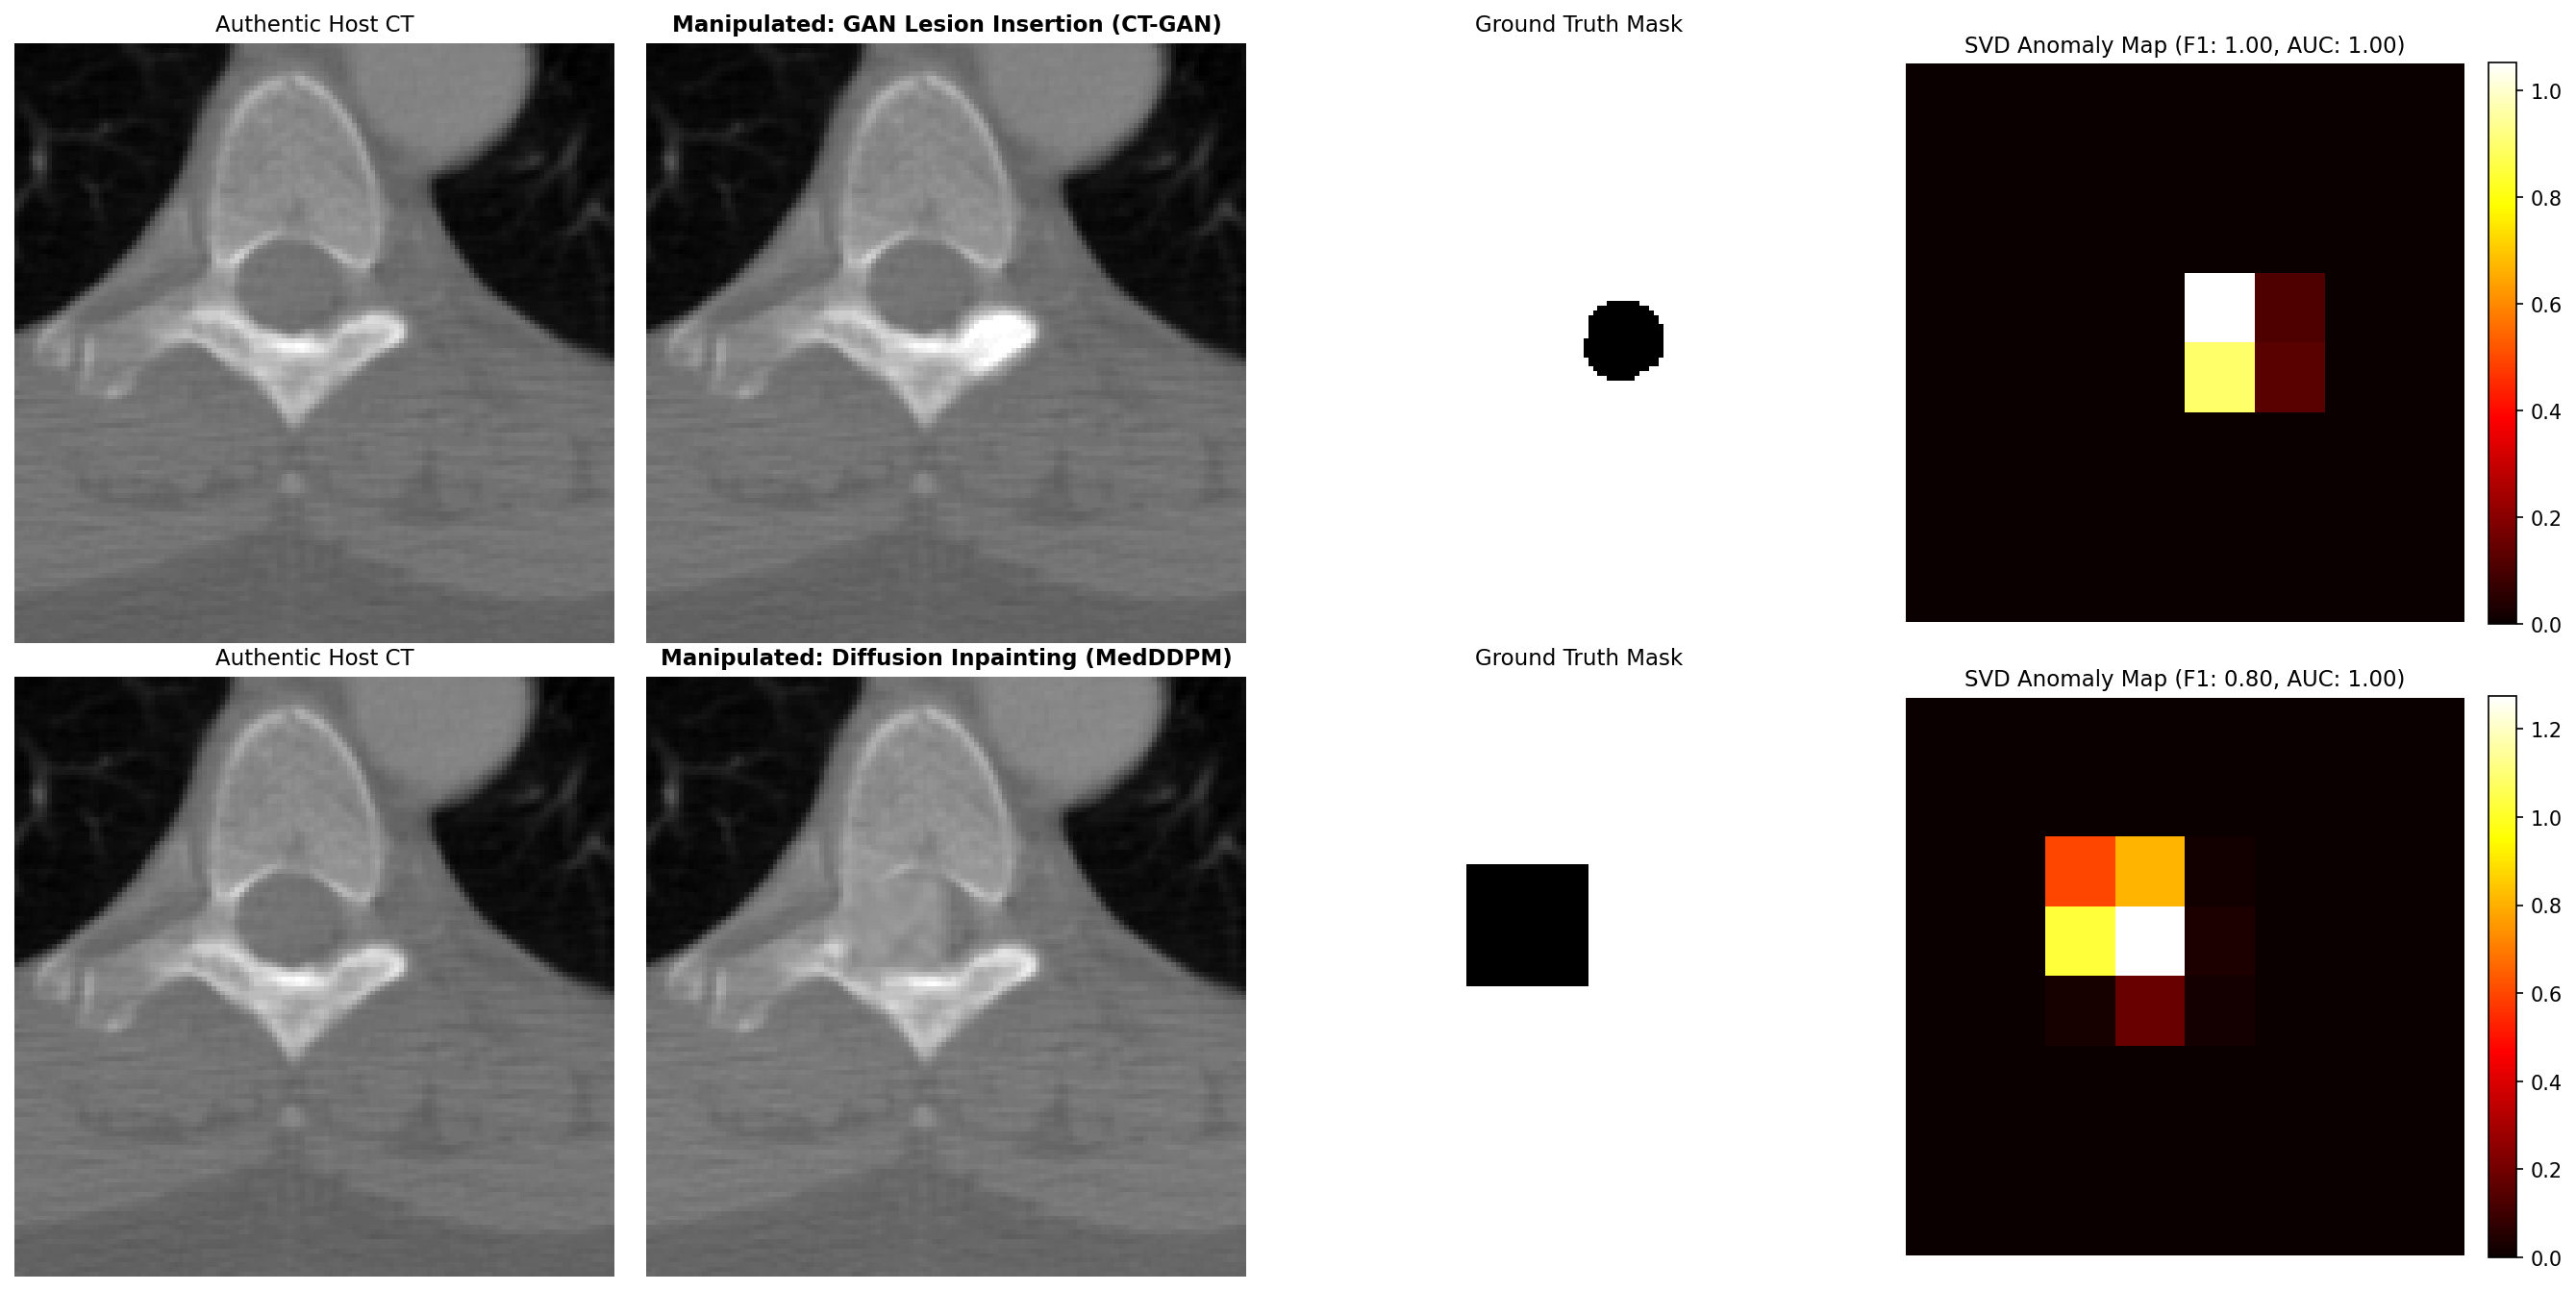 Authentic Host CT
Manipulated: GAN Lesion Insertion (CT-GAN)
Ground Truth Mask
SVD Anomaly Map (F1: 1.00, AUC: 1.00)
1.0
0.8
0.6
0.4
0.2
0.0
Authentic Host CT
Manipulated: Diffusion Inpainting (MedDDPM)
Ground Truth Mask
SVD Anomaly Map (F1: 0.80, AUC: 1.00)
1.2
1.0
0.8
0.6
0.4
0.2
0.0